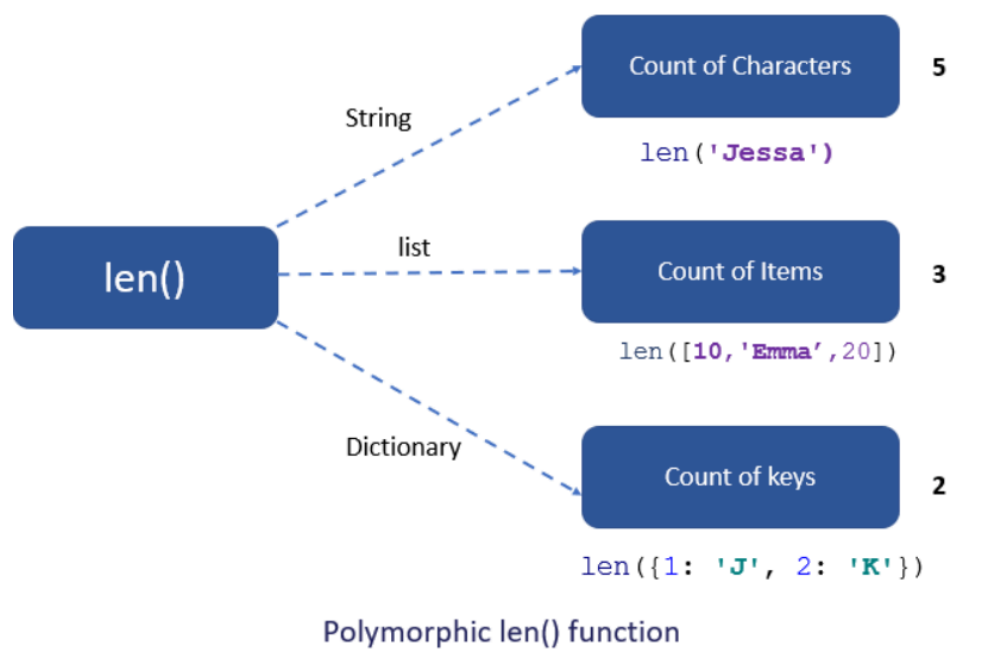 Count of Characters 5
String
len('Jessa')
list
len() Count of Items 3
len([10,'Emma’,20])
Dictionary
Count of keys 2
len({1: 'J', 2: 'K'})
Polymorphic len() function